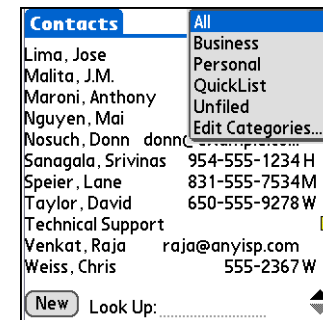 Contacts
All
Business
Personal
QuickList
Unfiled
Edit Categories...
Lima, Jose
Malita, J.M.
Maroni, Anthony
Nguyen, Mai
Nosuch, Donn
Sanagala, Srinivas 954-555-1234 H
Speier, Lane 831-555-7534 M
Taylor, David 650-555-9278 W
Technical Support
Venkat, Raja raja@anyisp.com
Weiss, Chris 555-2367 W
New Look Up: